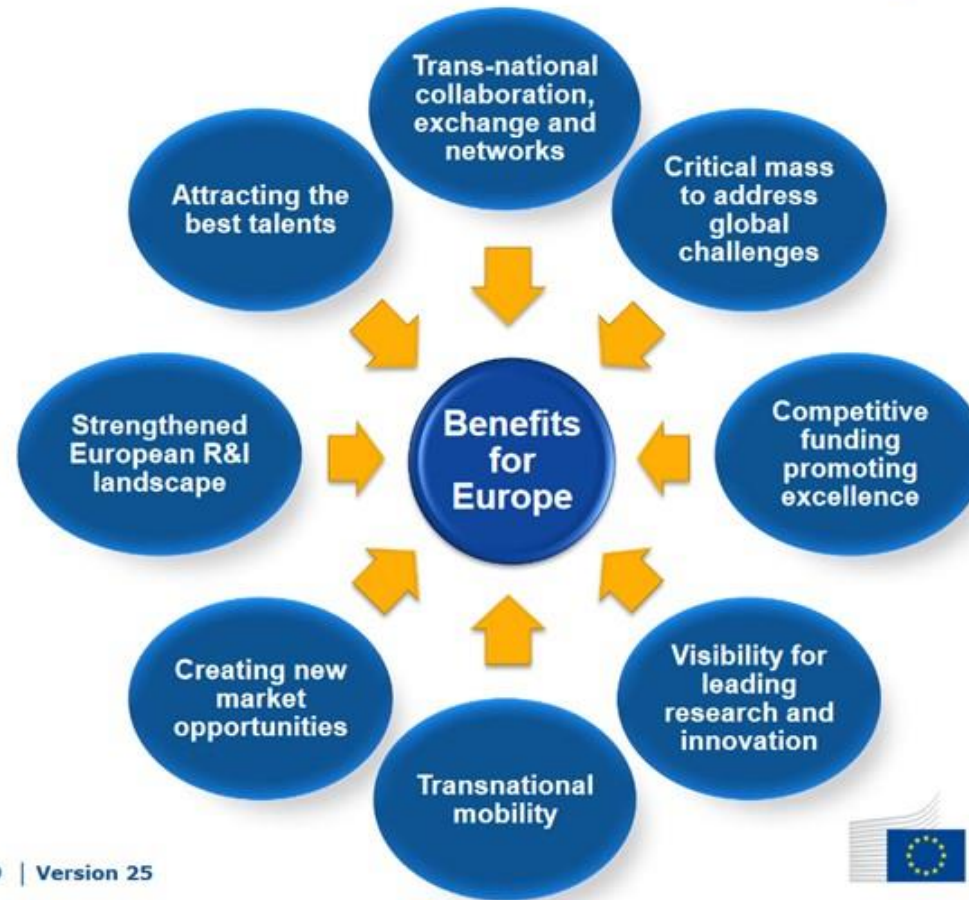 Trans-national
collaboration,
exchange and
networks
Critical mass
to address
global
challenges
Competitive
funding
promoting
excellence
Visibility for
leading
research and
innovation
Transnational
mobility
Creating new
market
opportunities
Strengthened
European R&I
landscape
Attracting the
best talents
Benefits
for
Europe
| Version 25